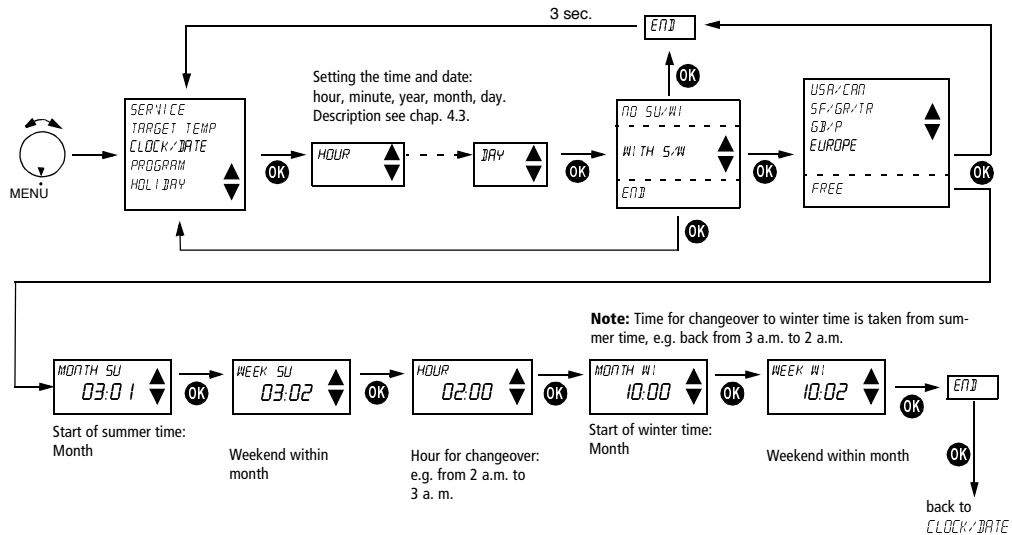 3 sec.
END
OK
Setting the time and date:
hour, minute, year, month, day.
Description see chap. 4.3.
MENU
SERVICE
TARGET TEMP
CLOCK/DATE
PROGRAM
HOLIDAY
OK
HOUR
DAY
OK
NO SU/WI
WITH S/W
END
OK
OK
USA/CAN
SF/GR/TR
GB/P
EUROPE
FREE
OK
Note: Time for changeover to winter time is taken from sum-
mer time, e.g. back from 3 a.m. to 2 a.m.
MONTH SU
03:01
OK
WEEK SU
03:02
OK
HOUR
02:00
OK
MONTH WI
10:00
OK
WEEK WI
10:02
OK
END
Start of summer time:
Month
Weekend within
month
Hour for changeover:
e.g. from 2 a.m. to
3 a. m.
Start of winter time:
Month
Weekend within month
OK
back to
CLOCK/DATE